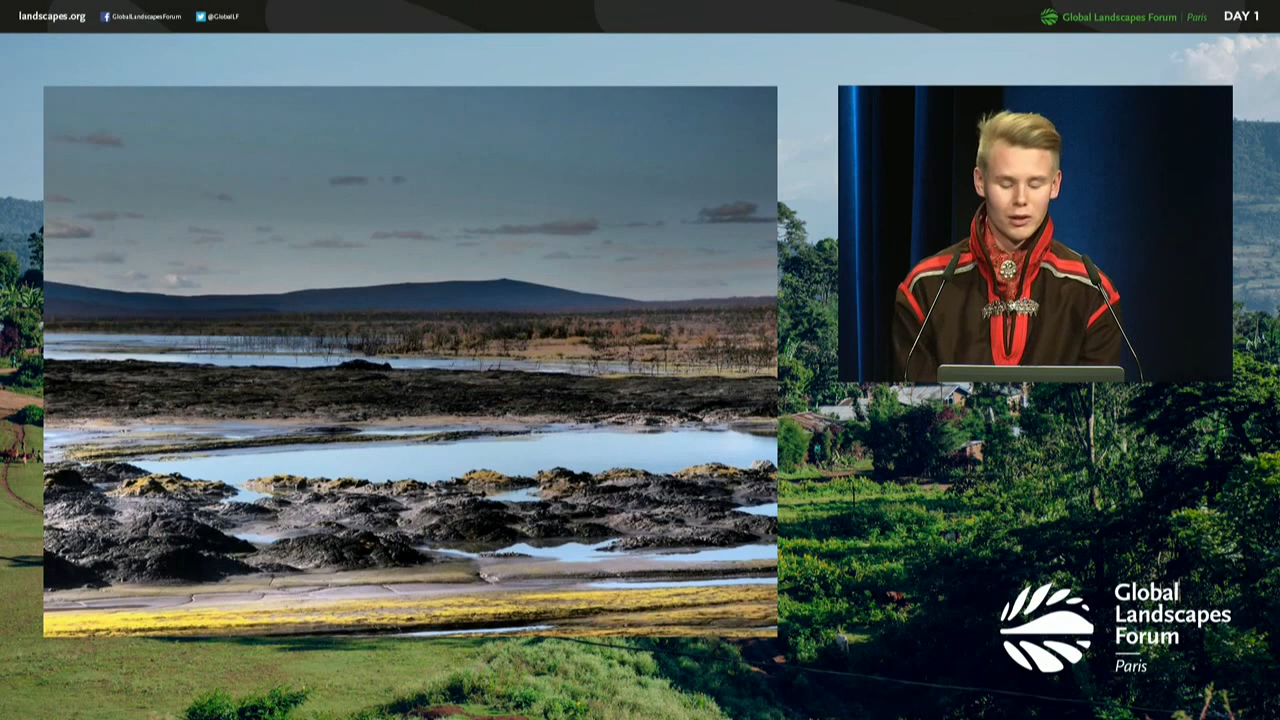 landscapes.org GlobalLandscapesForum @GlobalLF Global Landscapes Forum | Paris DAY 1
Global
Landscapes
Forum
Paris